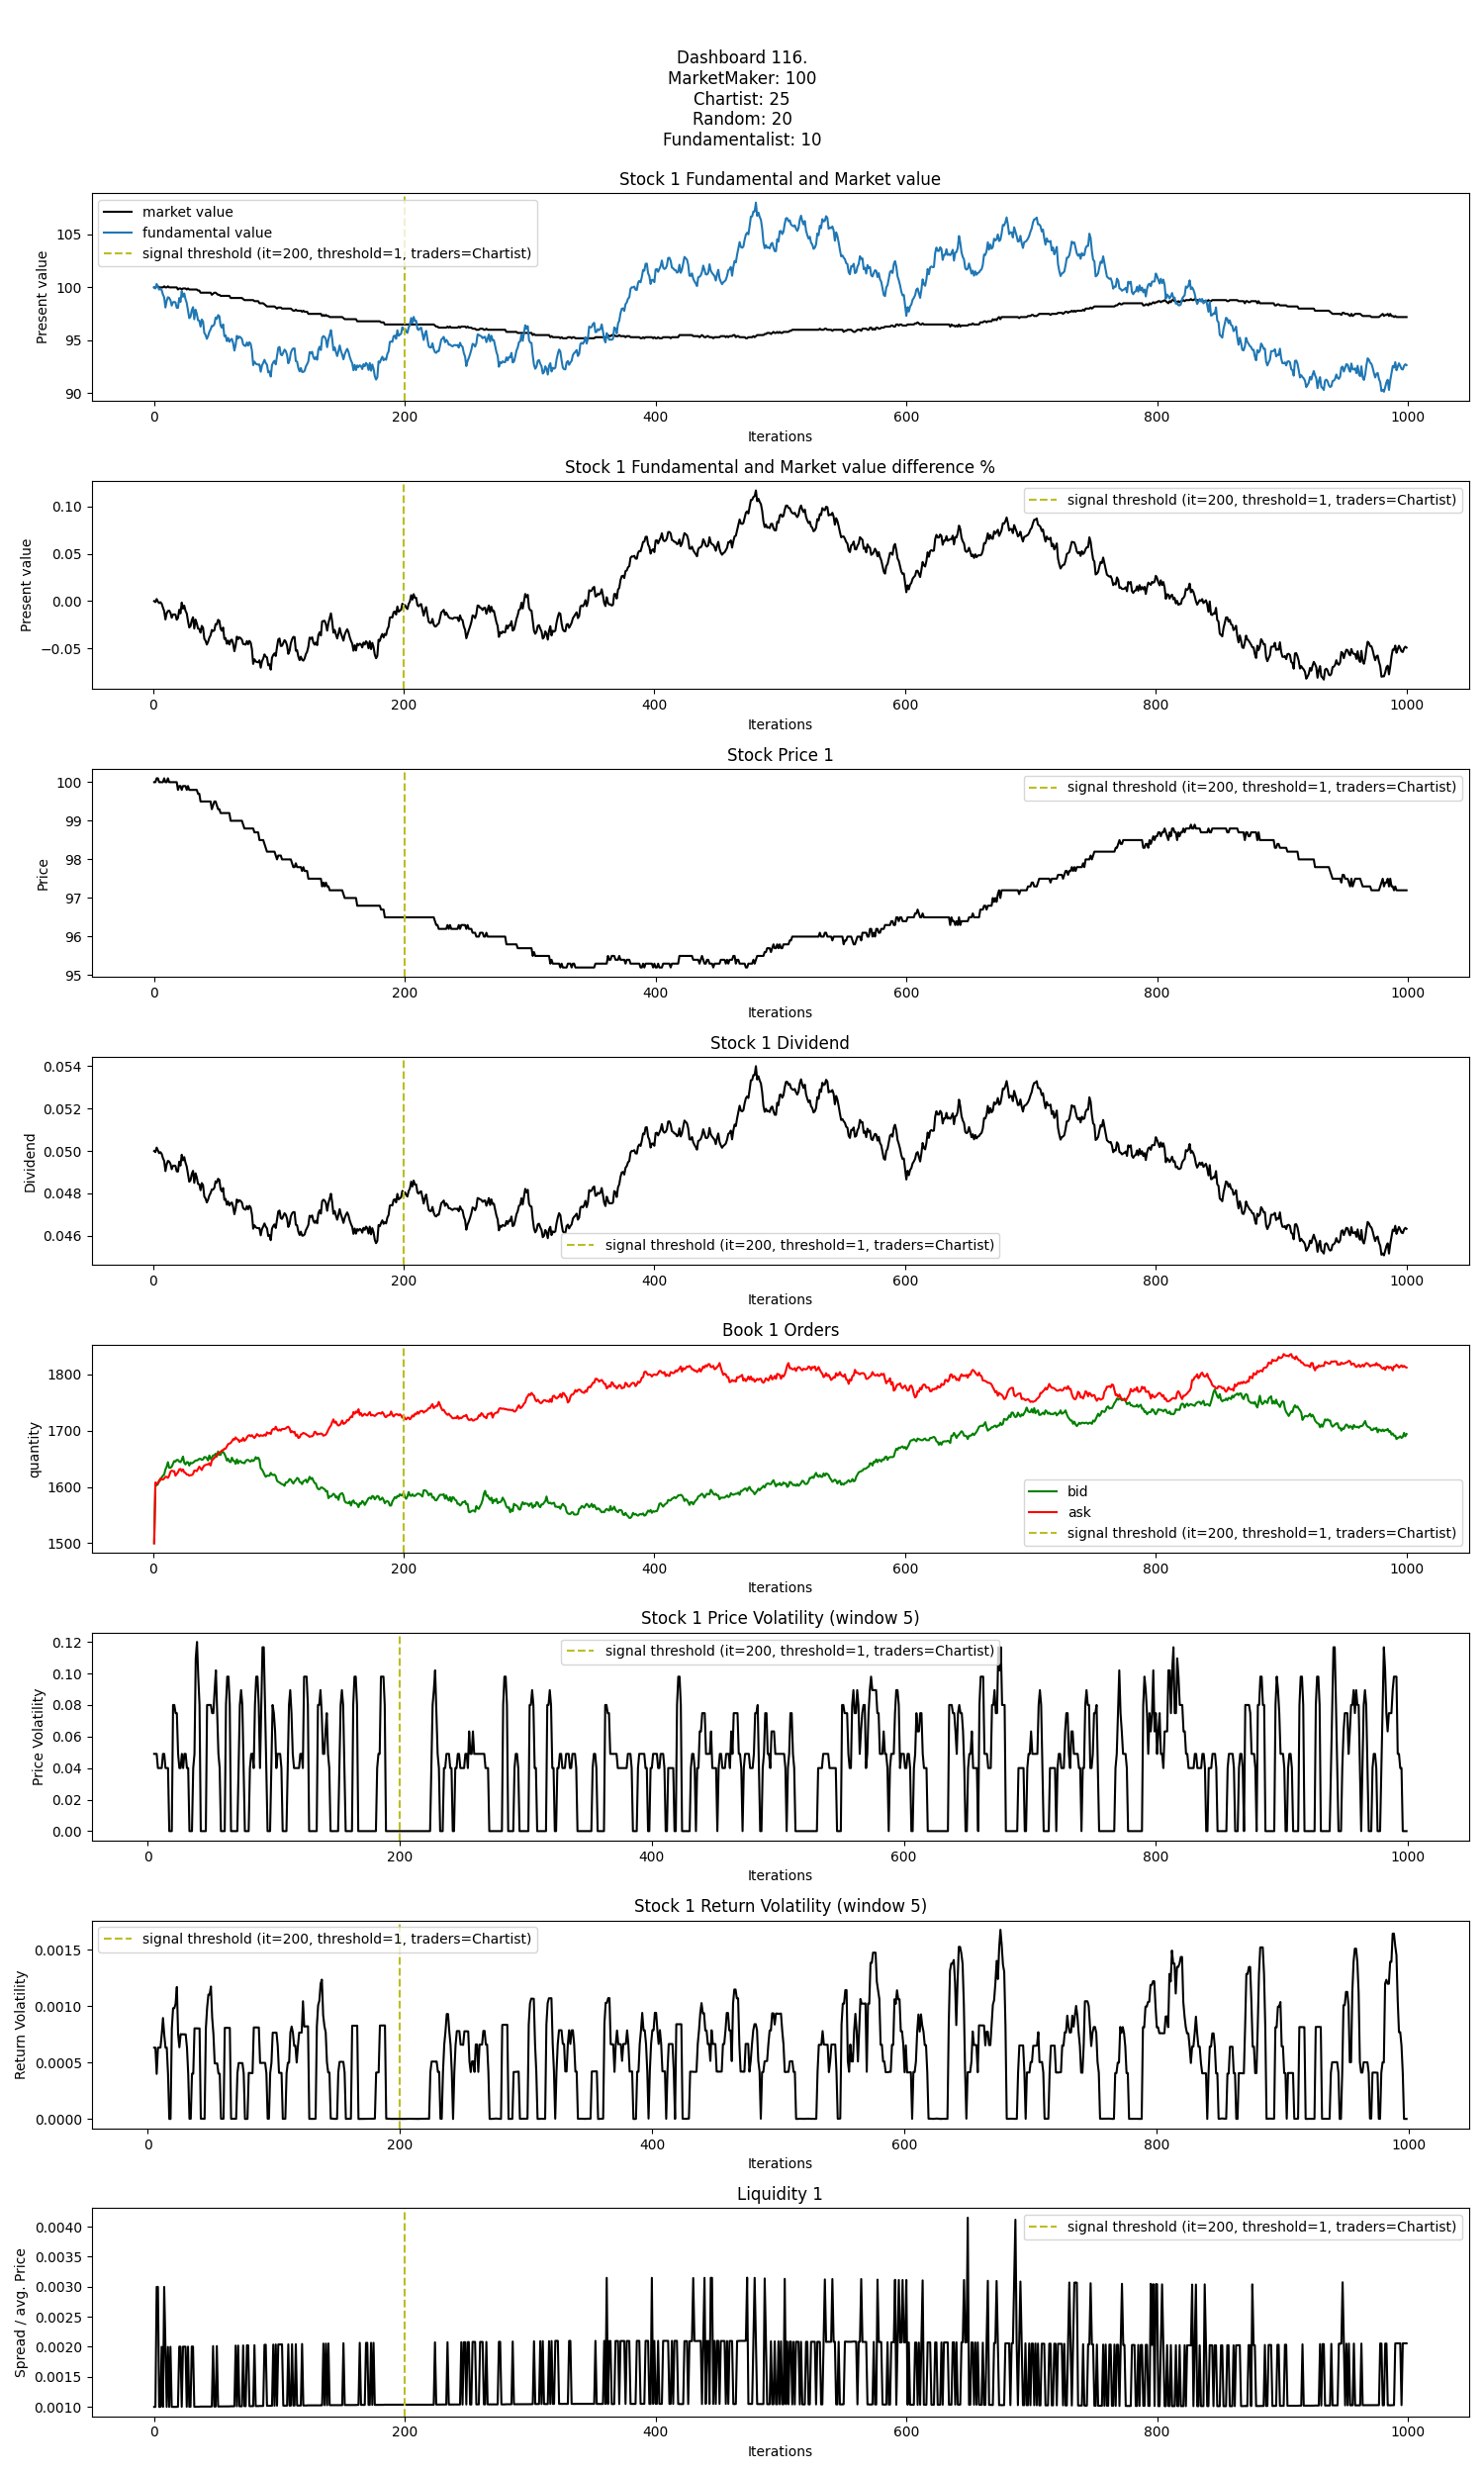 Dashboard 116.
MarketMaker: 100
Chartist: 25
Random: 20
Fundamentalist: 10
Stock 1 Fundamental and Market value
market value
fundamental value
signal threshold (it=200, threshold=1, traders=Chartist)
Present value
105
100
95
90
0 200 400 600 800 1000
Iterations
Stock 1 Fundamental and Market value difference %
signal threshold (it=200, threshold=1, traders=Chartist)
Present value
0.10
0.05
0.00
−0.05
0 200 400 600 800 1000
Iterations
Stock Price 1
signal threshold (it=200, threshold=1, traders=Chartist)
Price
100
99
98
97
96
95
0 200 400 600 800 1000
Iterations
Stock 1 Dividend
Dividend
0.054
0.052
0.050
0.048
0.046
signal threshold (it=200, threshold=1, traders=Chartist)
0 200 400 600 800 1000
Iterations
Book 1 Orders
quantity
1800
1700
1600
1500
bid
ask
signal threshold (it=200, threshold=1, traders=Chartist)
0 200 400 600 800 1000
Iterations
Stock 1 Price Volatility (window 5)
signal threshold (it=200, threshold=1, traders=Chartist)
Price Volatility
0.12
0.10
0.08
0.06
0.04
0.02
0.00
0 200 400 600 800 1000
Iterations
Stock 1 Return Volatility (window 5)
signal threshold (it=200, threshold=1, traders=Chartist)
Return Volatility
0.0015
0.0010
0.0005
0.0000
0 200 400 600 800 1000
Iterations
Liquidity 1
signal threshold (it=200, threshold=1, traders=Chartist)
Spread / avg. Price
0.0040
0.0035
0.0030
0.0025
0.0020
0.0015
0.0010
0 200 400 600 800 1000
Iterations